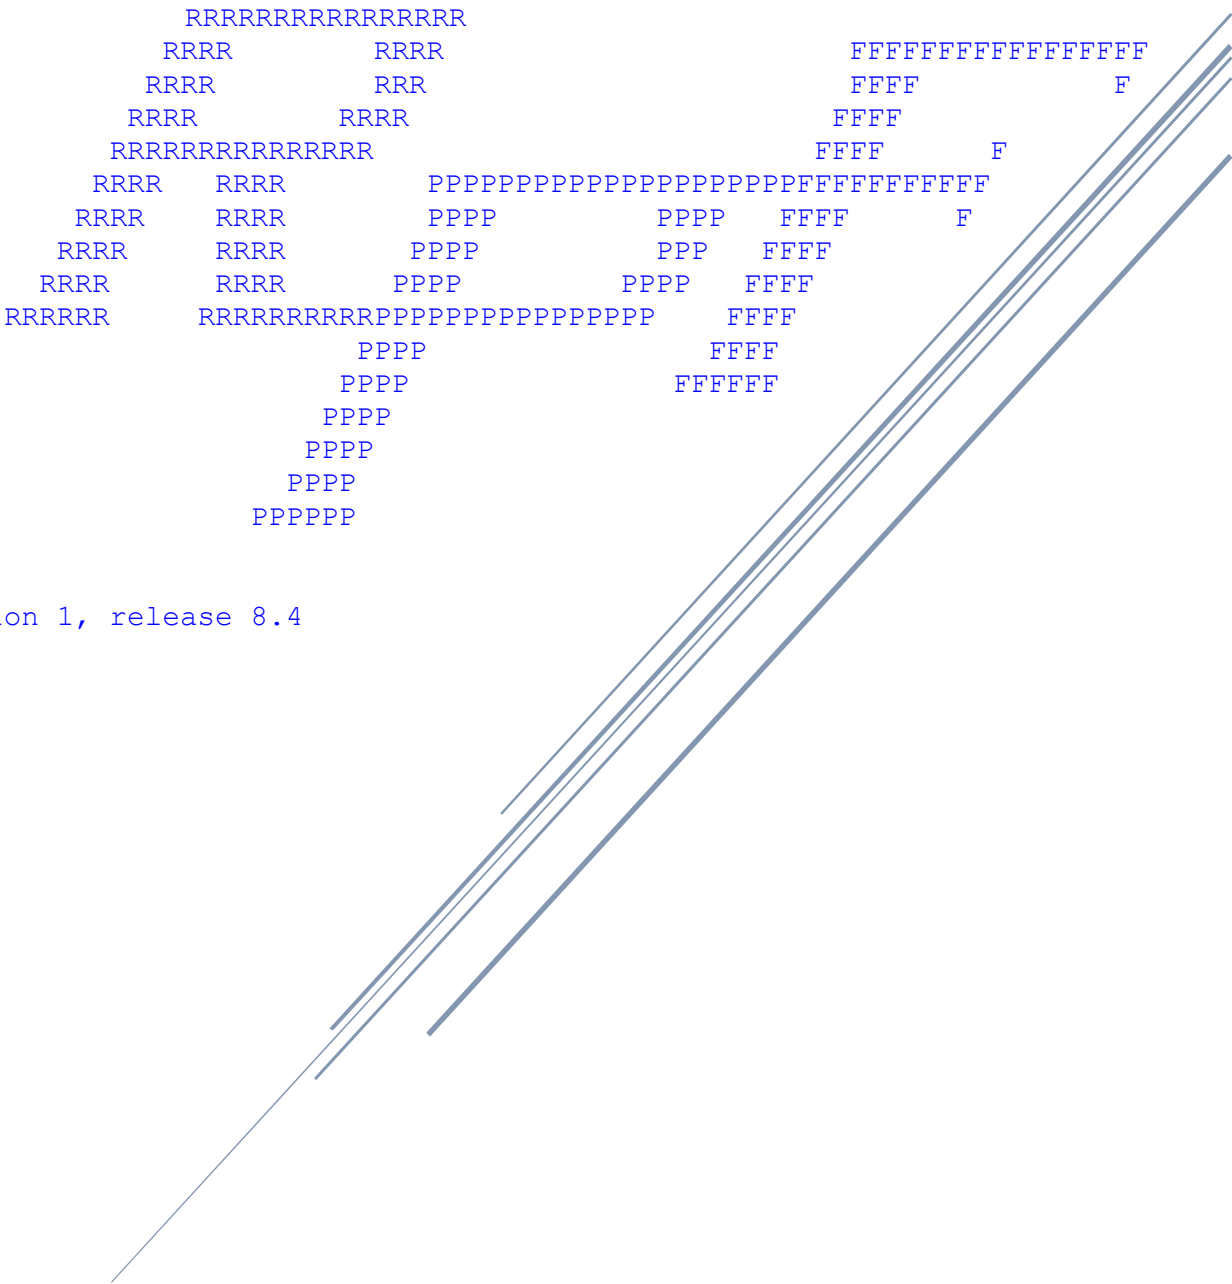 RRRRRRRRRRRRRRRR
RRRR RRRR FFFFFFFFFFFFFFFFF
RRRR RRR FFFF F
RRRR RRRR FFFF
RRRRRRRRRRRRRRR FFFF F
RRRR RRRR PPPPPPPPPPPPPPPPPPPPPFFFFFFFFFFF
RRRR RRRR PPPP PPPP FFFF F
RRRR RRRR PPPP PPP FFFF
RRRR RRRR PPPP PPPP FFFF
RRRRRR RRRRRRRRRRPPPPPPPPPPPPPPPP FFFF
PPPP FFFF
PPPP FFFFFF
PPPP
PPPP
PPPP
PPPPPP
on 1, release 8.4